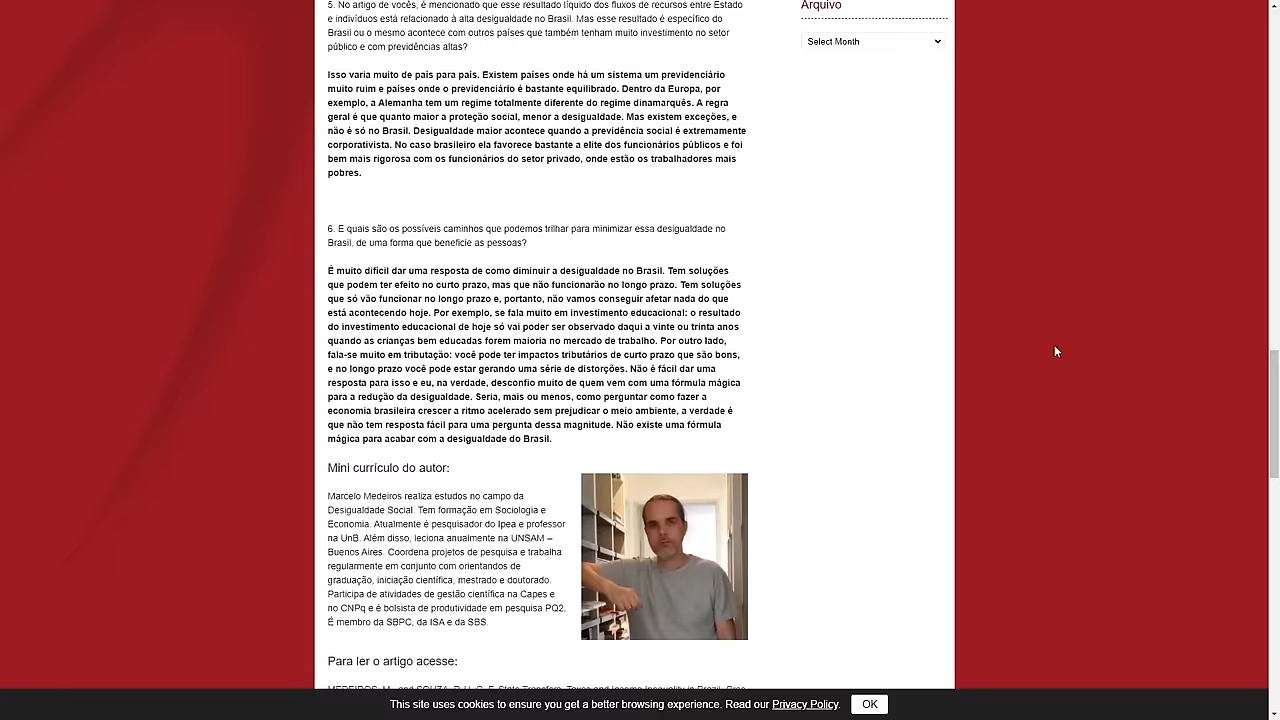 5. No artigo de vocês, é mencionado que esse resultado líquido dos fluxos de recursos entre Estado
e indivíduos está relacionado à alta desigualdade no Brasil. Mas esse resultado é específico do
Brasil ou o mesmo acontece com outros países que também tenham muito investimento no setor
público e com previdências altas?
Isso varia muito de país para país. Existem países onde há um sistema um previdenciário
muito ruim e países onde o previdenciário é bastante equilibrado. Dentro da Europa, por
exemplo, a Alemanha tem um regime totalmente diferente do regime dinamarquês. A regra
geral é que quanto maior a proteção social, menor a desigualdade. Mas existem exceções, e
não é só no Brasil. Desigualdade maior acontece quando a previdência social é extremamente
corporativista. No caso brasileiro ela favorece bastante a elite dos funcionários públicos e foi
bem mais rigorosa com os funcionários do setor privado, onde estão os trabalhadores mais
pobres.
6. E quais são os possíveis caminhos que podemos trilhar para minimizar essa desigualdade no
Brasil, de uma forma que beneficie as pessoas?
É muito difícil dar uma resposta de como diminuir a desigualdade no Brasil. Tem soluções
que podem ter efeito no curto prazo, mas que não funcionarão no longo prazo. Tem soluções
que só vão funcionar no longo prazo e, portanto, não vamos conseguir afetar nada do que
está acontecendo hoje. Por exemplo, se fala muito em investimento educacional: o resultado
do investimento educacional de hoje só vai poder ser observado daqui a vinte ou trinta anos
quando as crianças bem educadas forem maioria no mercado de trabalho. Por outro lado,
fala-se muito em tributação: você pode ter impactos tributários de curto prazo que são bons,
e no longo prazo você pode estar gerando uma série de distorções. Não é fácil dar uma
resposta para isso e eu, na verdade, desconfio muito de quem vem com uma fórmula mágica
para a redução da desigualdade. Seria, mais ou menos, como perguntar como fazer a
economia brasileira crescer a ritmo acelerado sem prejudicar o meio ambiente, a verdade é
que não tem resposta fácil para uma pergunta dessa magnitude. Não existe uma fórmula
mágica para acabar com a desigualdade do Brasil.
Mini currículo do autor:
Marcelo Medeiros realiza estudos no campo da
Desigualdade Social. Tem formação em Sociologia e
Economia. Atualmente é pesquisador do Ipea e professor
na UnB. Além disso, leciona anualmente na UNSAM –
Buenos Aires. Coordena projetos de pesquisa e trabalha
regularmente em conjunto com orientandos de
graduação, iniciação científica, mestrado e doutorado.
Participa de atividades de gestão científica na Capes e
no CNPq e é bolsista de produtividade em pesquisa PQ2.
É membro da SBPC, da ISA e da SBS.
Para ler o artigo acesse:
MEDEIROS, M., and SOUZA, P. H. G. F. State Transfers, Taxes and Income Inequality in Brazil. Braz.
Arquivo
Select Month
This site uses cookies to ensure you get a better browsing experience. Read our Privacy Policy. OK